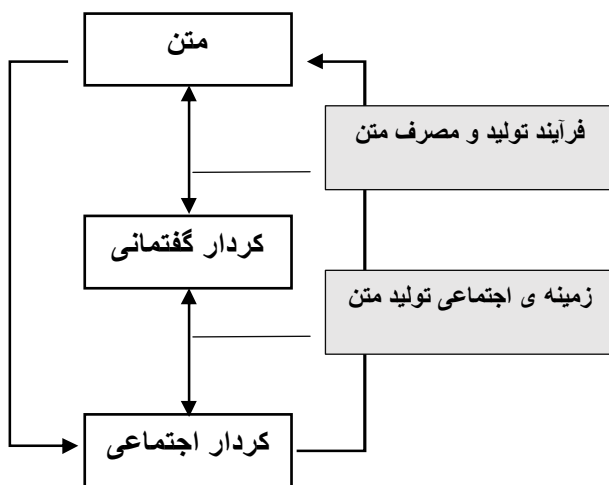 متن
فرآیند تولید و مصرف متن
کردار گفتمانی
زمینه ی اجتماعی تولید متن
کردار اجتماعی